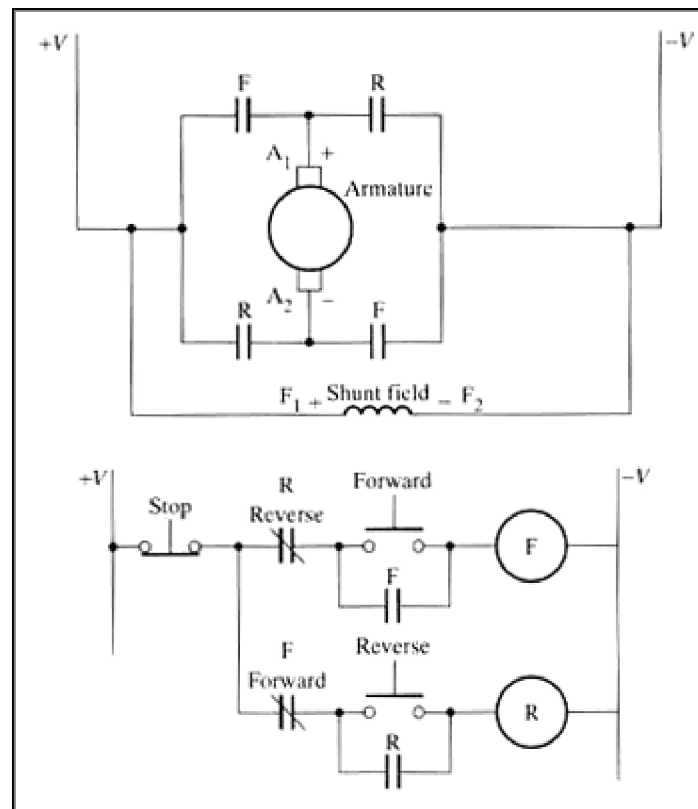 +V
−V
F
R
A₁ +
Armature
A₂ −
R
F
F₁ + Shunt field − F₂
+V
−V
Stop
R
Reverse
Forward
F
F
F
Forward
Reverse
R
R